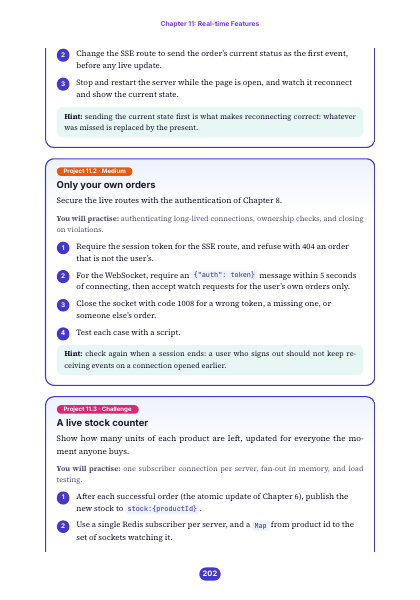 Chapter 11: Real-time Features
2 Change the SSE route to send the order's current status as the first event,
before any live update.
3 Stop and restart the server while the page is open, and watch it reconnect
and show the current state.
Hint: sending the current state first is what makes reconnecting correct: whatever
was missed is replaced by the present.
Project 11.2 · Medium
Only your own orders
Secure the live routes with the authentication of Chapter 8.
You will practise: authenticating long-lived connections, ownership checks, and closing
on violations.
1 Require the session token for the SSE route, and refuse with 404 an order
that is not the user's.
2 For the WebSocket, require an {"auth": token} message within 5 seconds
of connecting, then accept watch requests for the user's own orders only.
3 Close the socket with code 1008 for a wrong token, a missing one, or
someone else's order.
4 Test each case with a script.
Hint: check again when a session ends: a user who signs out should not keep re-
ceiving events on a connection opened earlier.
Project 11.3 · Challenge
A live stock counter
Show how many units of each product are left, updated for everyone the mo-
ment anyone buys.
You will practise: one subscriber connection per server, fan-out in memory, and load
testing.
1 After each successful order (the atomic update of Chapter 6), publish the
new stock to stock:{productId}.
2 Use a single Redis subscriber per server, and a Map from product id to the
set of sockets watching it.
202